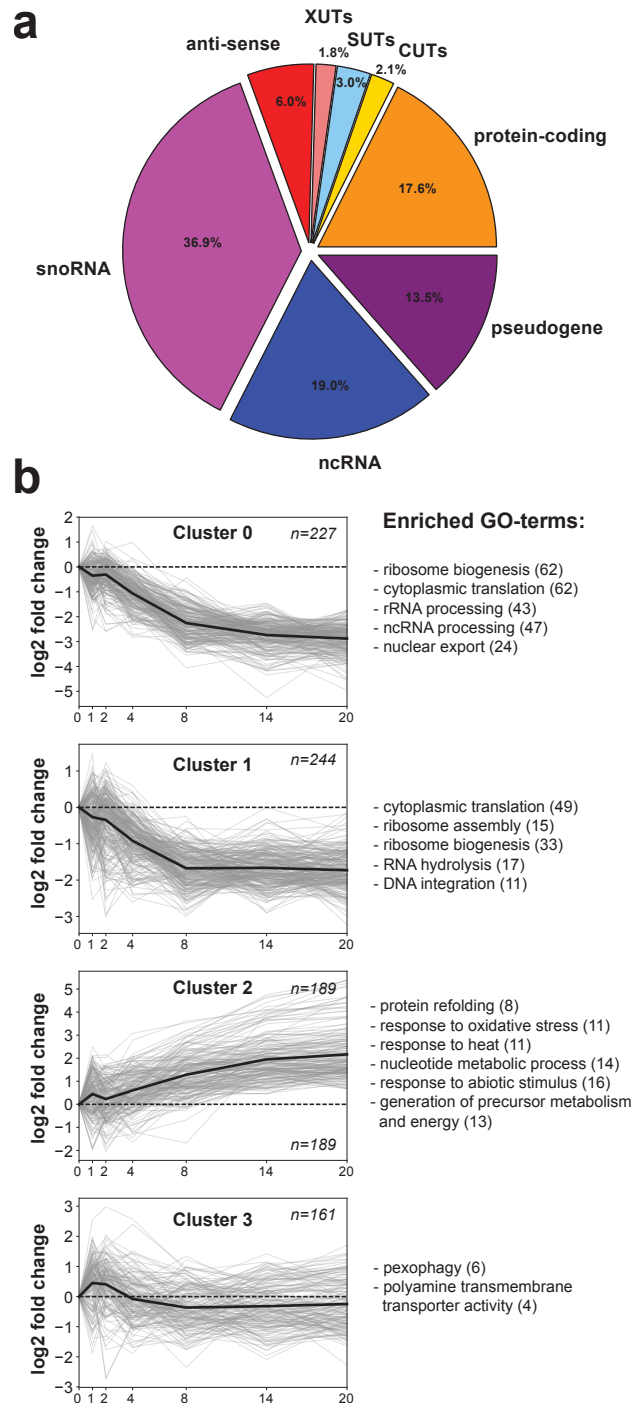 a
XUTs
SUTs
CUTs
anti-sense
1.8%
3.0%
2.1%
6.0%
protein-coding
17.6%
36.9%
snoRNA
13.5%
pseudogene
19.0%
ncRNA
b
Enriched GO-terms:
log2 fold change
2
1
0
−1
−2
−3
−4
−5
Cluster 0
n=227
0 1 2 4 8 14 20
- ribosome biogenesis (62)
- cytoplasmic translation (62)
- rRNA processing (43)
- ncRNA processing (47)
- nuclear export (24)
log2 fold change
1
0
−1
−2
−3
Cluster 1
n=244
0 1 2 4 8 14 20
- cytoplasmic translation (49)
- ribosome assembly (15)
- ribosome biogenesis (33)
- RNA hydrolysis (17)
- DNA integration (11)
log2 fold change
5
4
3
2
1
0
−1
−2
Cluster 2
n=189
n=189
0 1 2 4 8 14 20
- protein refolding (8)
- response to oxidative stress (11)
- response to heat (11)
- nucleotide metabolic process (14)
- response to abiotic stimulus (16)
- generation of precursor metabolism
and energy (13)
log2 fold change
3
2
1
0
−1
−2
−3
Cluster 3
n=161
0 1 2 4 8 14 20
- pexophagy (6)
- polyamine transmembrane
transporter activity (4)